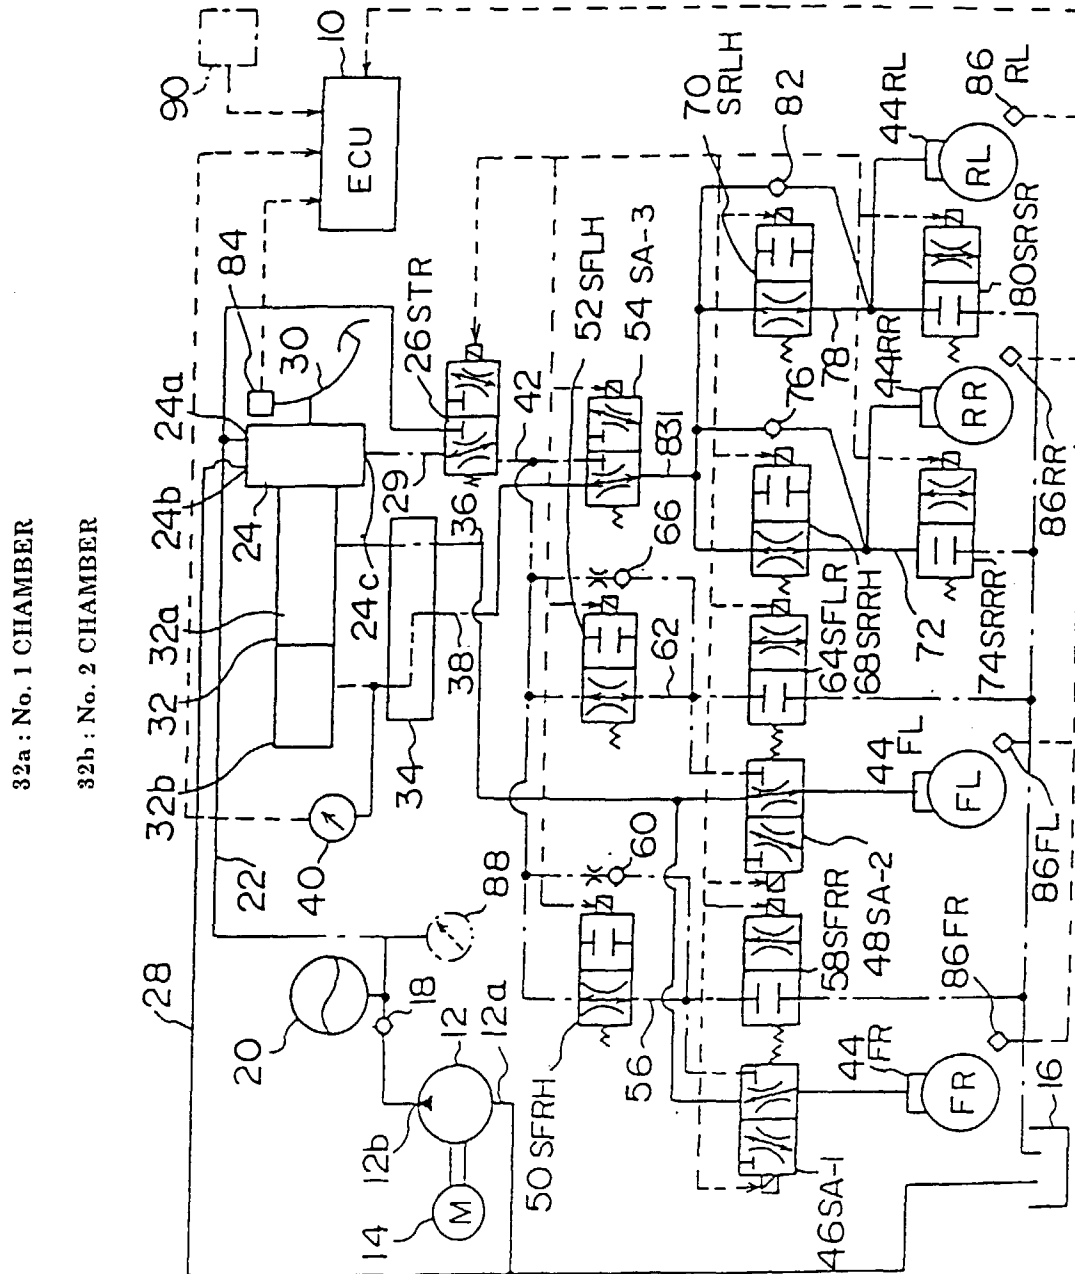 32a : No. 1 CHAMBER
32b : No. 2 CHAMBER
90
10
ECU
84
30
24a
24b
24
32a
32
32b
24c
22
40
34
38
36
29
26STR
42
52SFLH
54 SA-3
831
70
SRLH
82
44RL
86
RL
RL
28
20
18
12
12a
12b
14
M
88
50 SFRH
60
66
62
56
76
78
44RR
RR
80SRSR
86RR
72
74SRRR
68SRRH
64SFLR
44
FL
FL
86FL
48SA-2
58SFRR
46SA-1
44
FR
FR
86FR
16